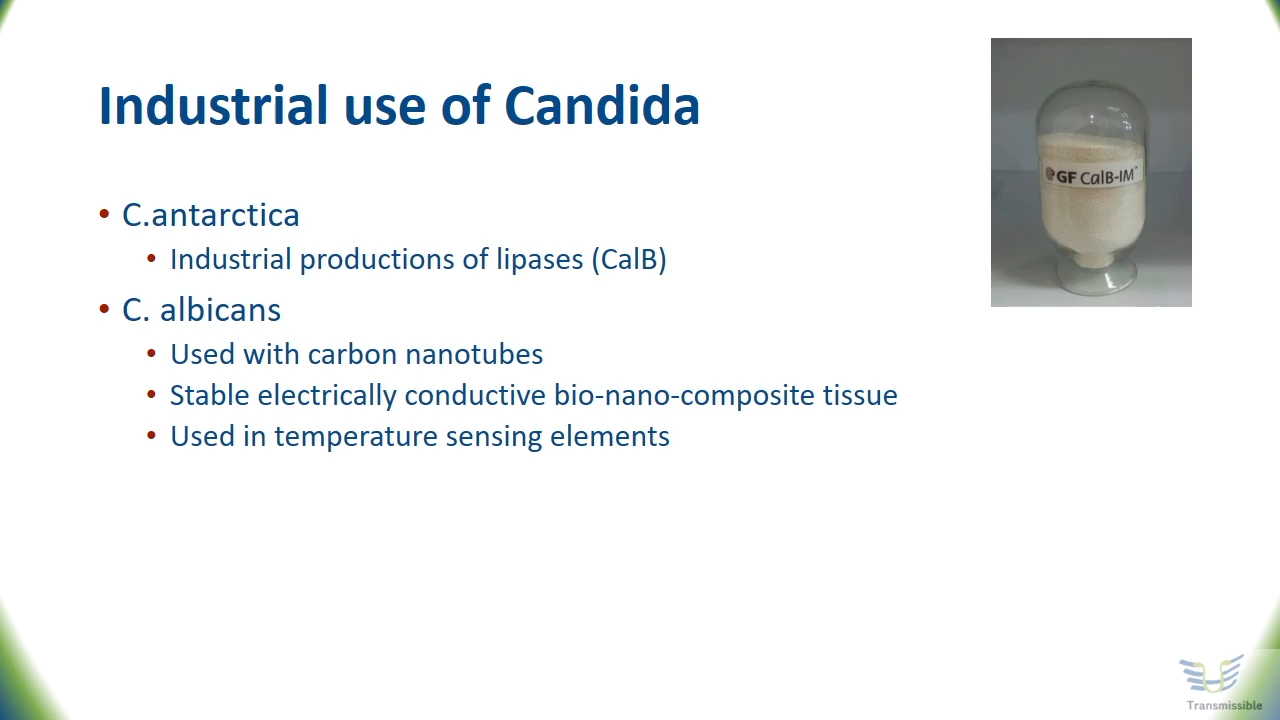 Industrial use of Candida
GF CalB-IM™
• C.antarctica
• Industrial productions of lipases (CalB)
• C. albicans
• Used with carbon nanotubes
• Stable electrically conductive bio-nano-composite tissue
• Used in temperature sensing elements
Transmissible